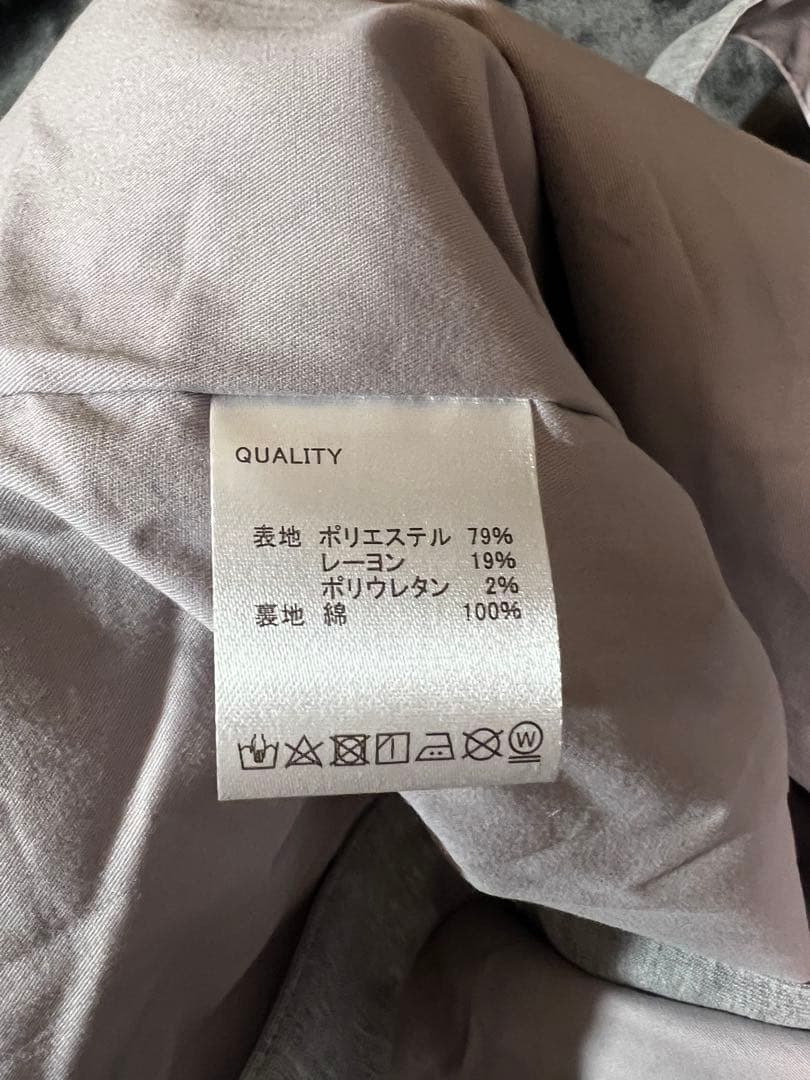 QUALITY
表地 ポリエステル 79%
レーヨン 19%
ポリウレタン 2%
裏地 綿 100%
W